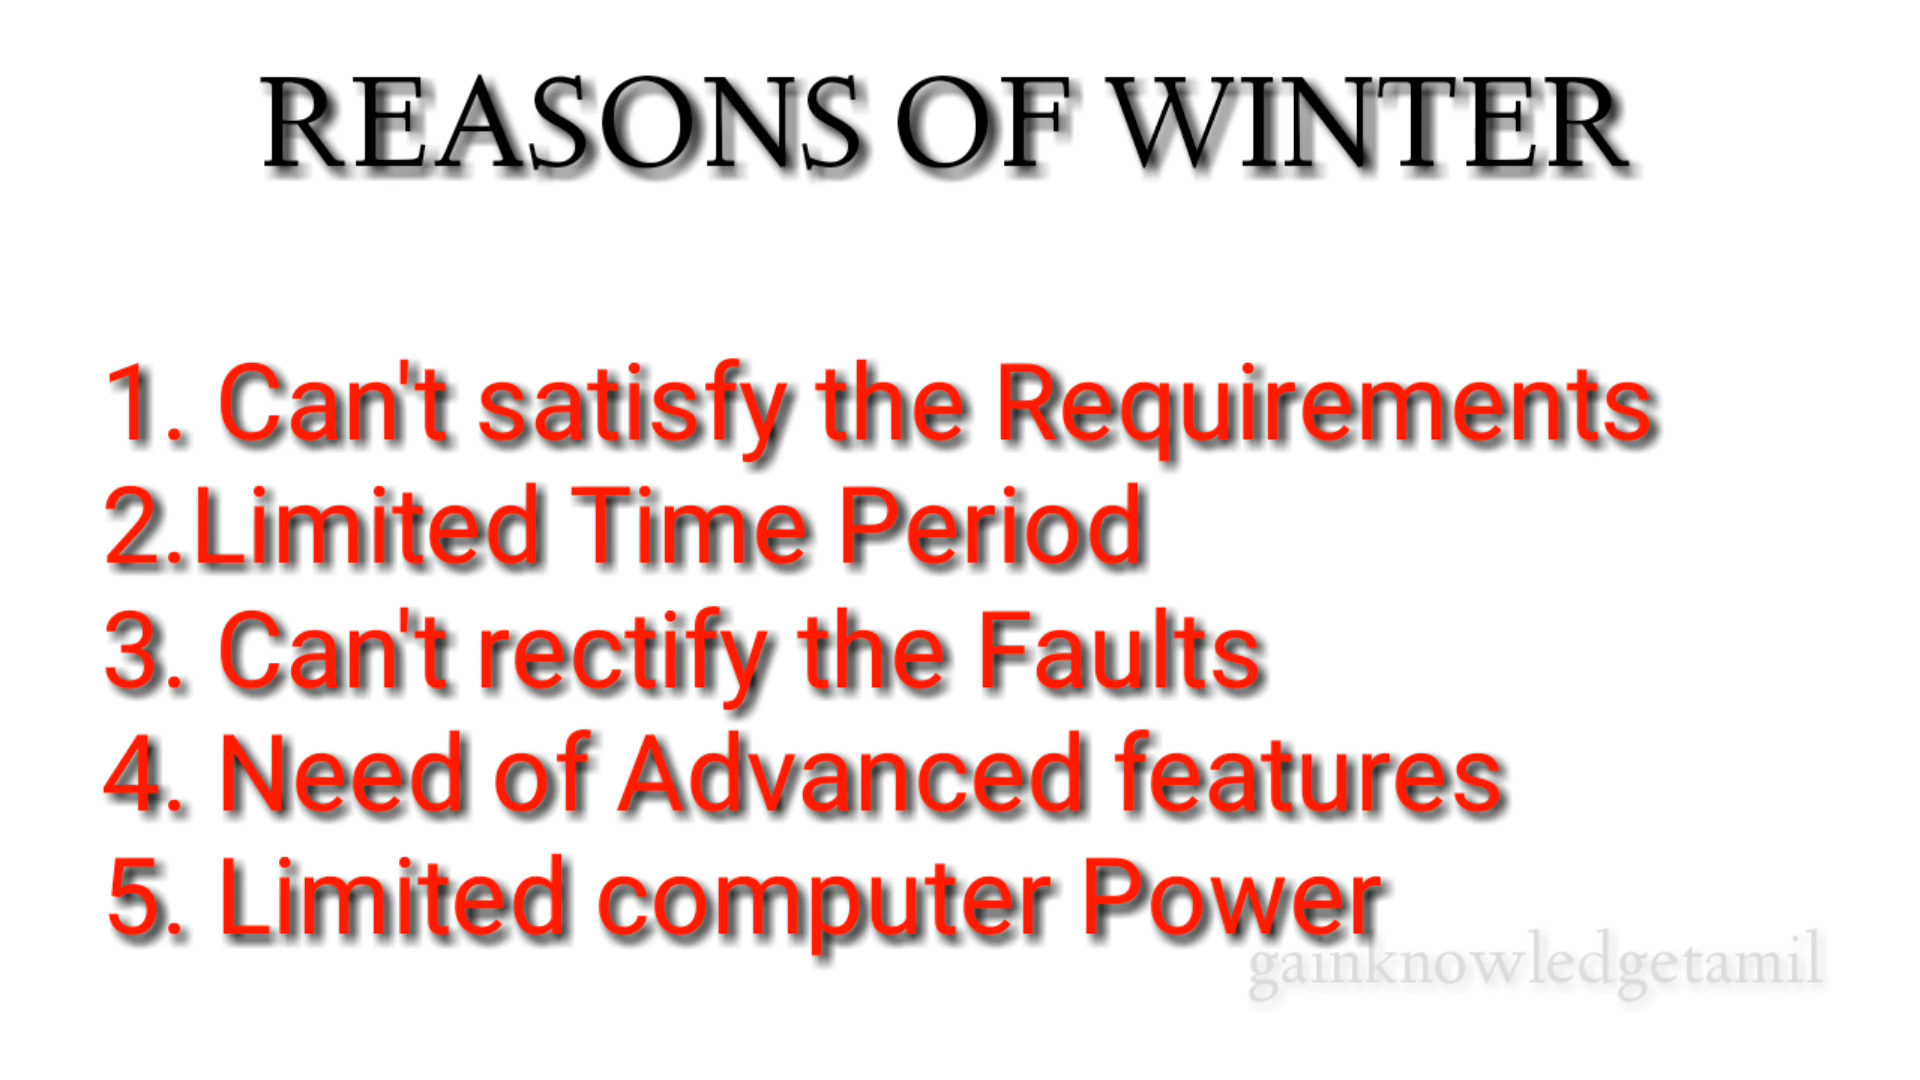 REASONS OF WINTER
1. Can't satisfy the Requirements
2.Limited Time Period
3. Can't rectify the Faults
4. Need of Advanced features
5. Limited computer Power
gainknowledgetamil